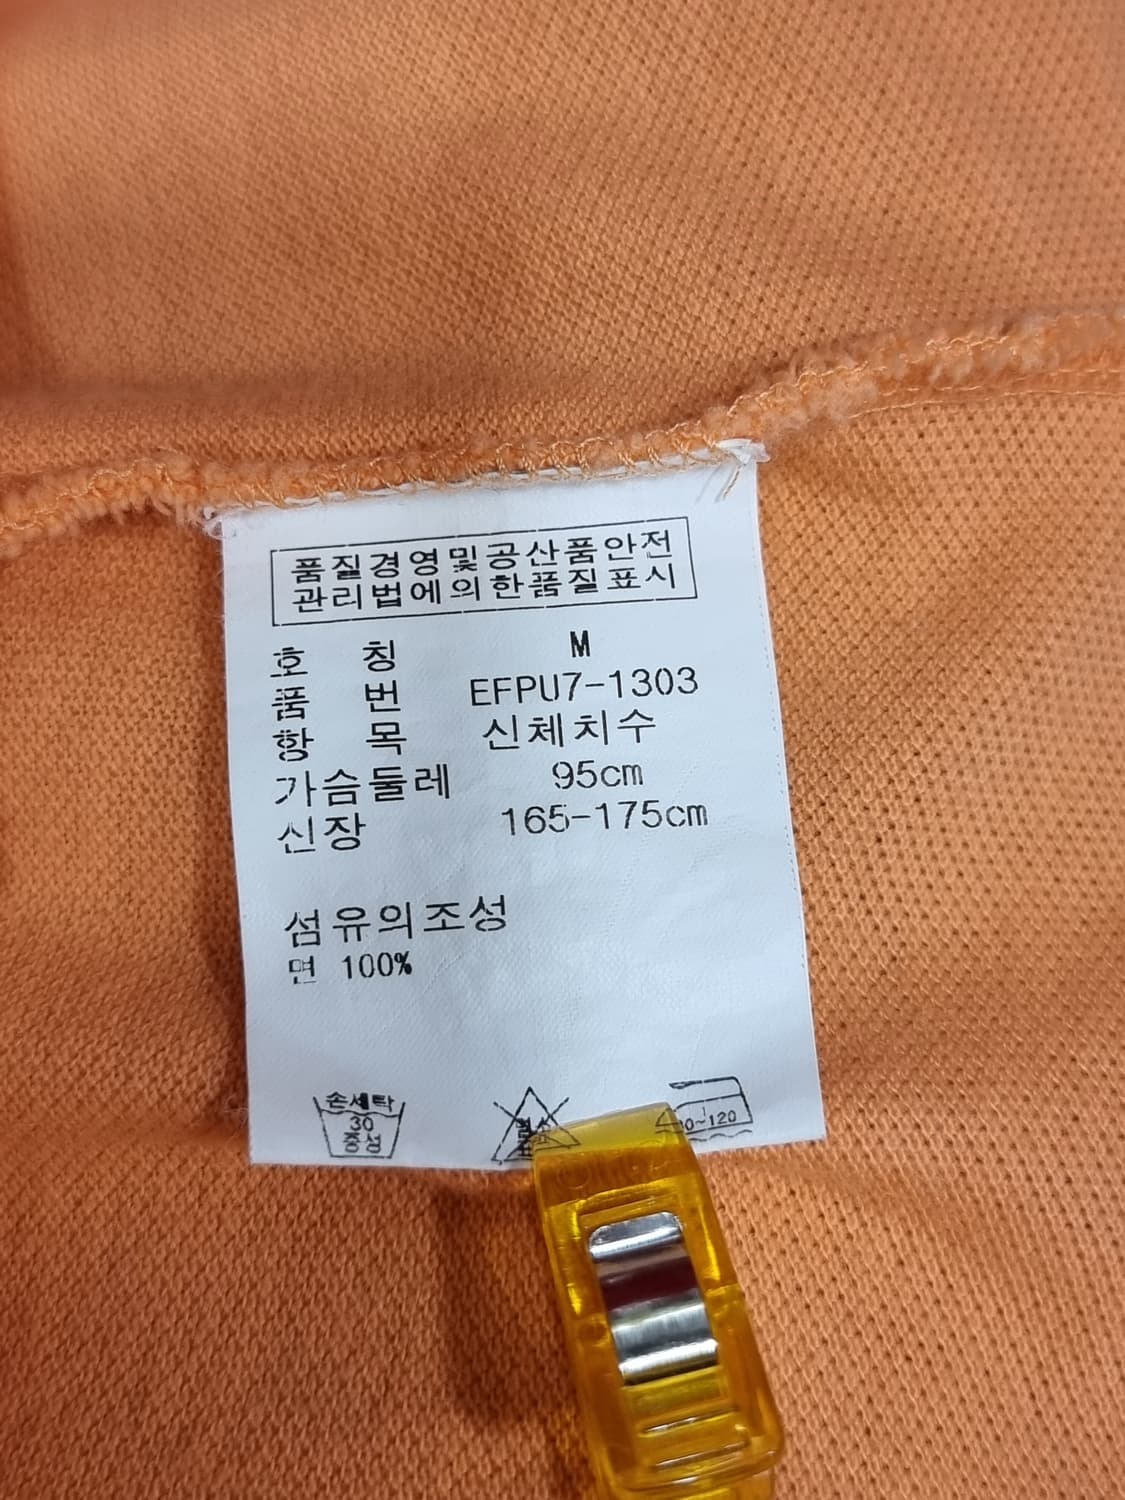 품질경영및공산품안전
관리법에의한품질표시
호 칭 M
품 번 EFPU7-1303
항 목 신체치수
가슴둘레 95cm
신장 165-175cm
섬유의조성
면 100%
손세탁
30
중성
0~120